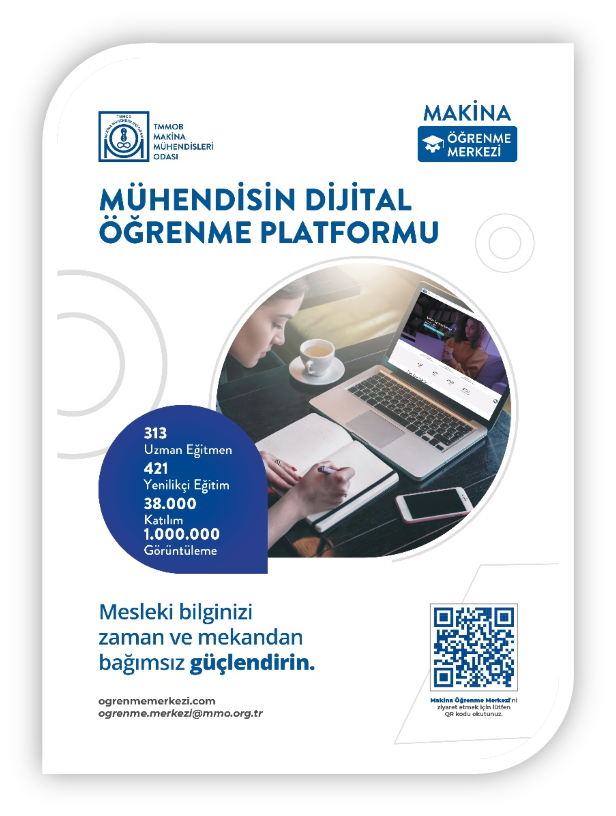 TMMOB
MAKİNA
MÜHENDİSLERİ
ODASI
MAKİNA
ÖĞRENME
MERKEZİ
MÜHENDİSİN DİJİTAL
ÖĞRENME PLATFORMU
313
Uzman Eğitmen
421
Yenilikçi Eğitim
38.000
Katılım
1.000.000
Görüntüleme
Mesleki bilginizi
zaman ve mekandan
bağımsız güçlendirin.
ogrenmemerkezi.com
ogrenme.merkezi@mmo.org.tr
Makina Öğrenme Merkezi'ni
ziyaret etmek için lütfen
QR kodu okutunuz.